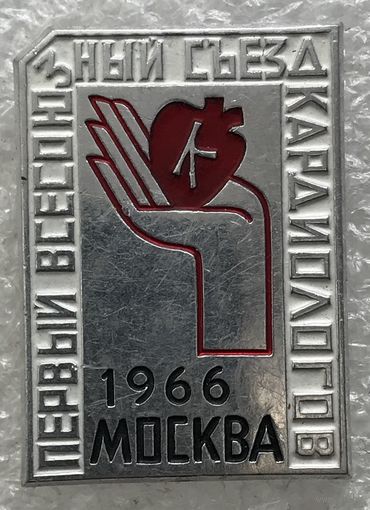 ПЕРВЫЙ ВСЕСОЮЗНЫЙ СЪЕЗД КАРДИОЛОГОВ
1966
МОСКВА